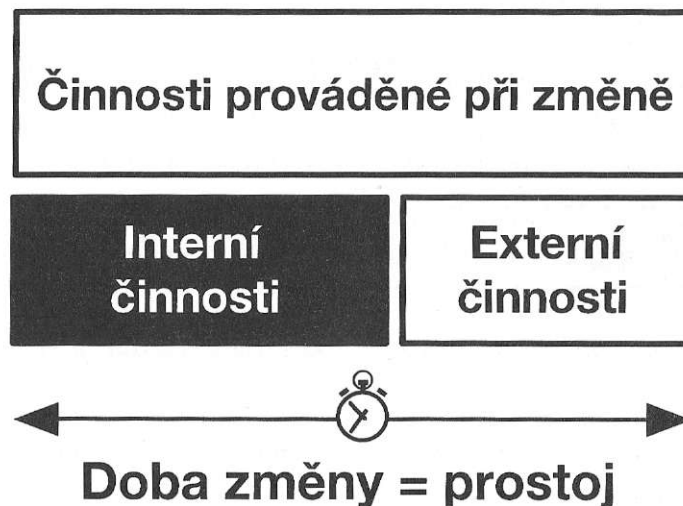 Činnosti prováděné při změně
Interní
činnosti
Externí
činnosti
Doba změny = prostoj